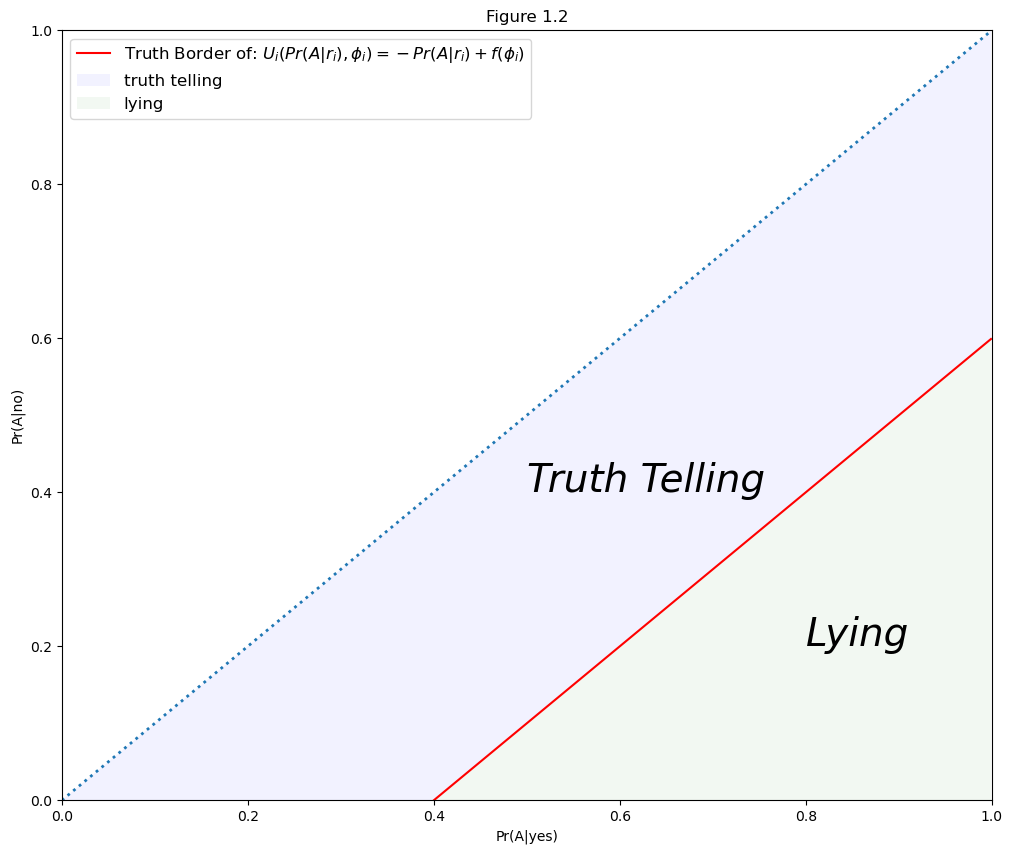 Figure 1.2
Truth Border of: $U_i(Pr(A|r_i), \phi_i) = -Pr(A|r_i) + f(\phi_i)$
truth telling
lying
1.0
0.8
0.6
0.4
0.2
0.0
Pr(A|no)
Truth Telling
Lying
0.0 0.2 0.4 0.6 0.8 1.0
Pr(A|yes)